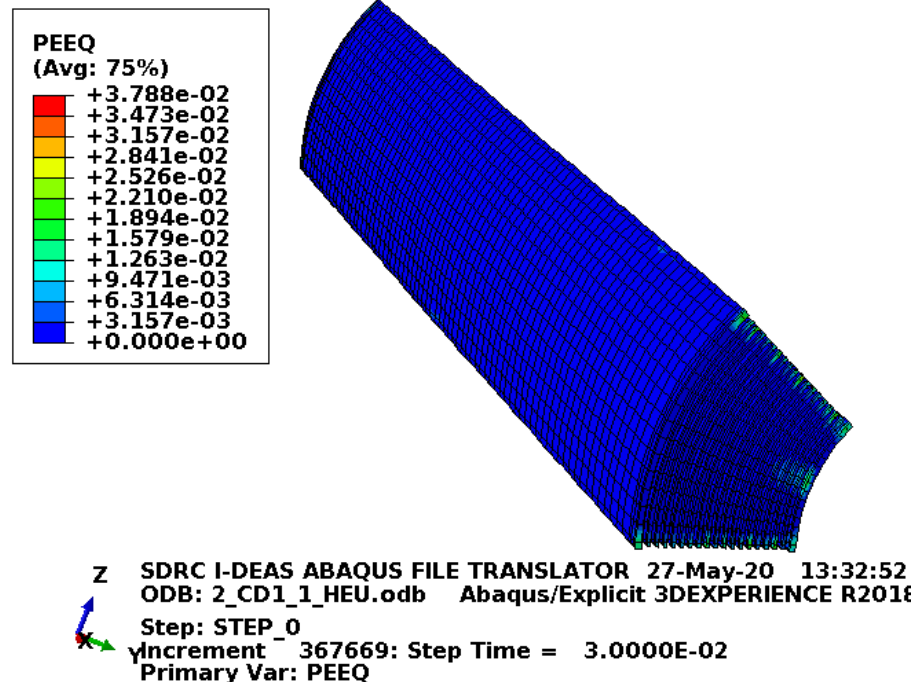 PEEQ
(Avg: 75%)
+3.788e-02
+3.473e-02
+3.157e-02
+2.841e-02
+2.526e-02
+2.210e-02
+1.894e-02
+1.579e-02
+1.263e-02
+9.471e-03
+6.314e-03
+3.157e-03
+0.000e+00
Z
X
Y
SDRC I-DEAS ABAQUS FILE TRANSLATOR 27-May-20 13:32:52
ODB: 2_CD1_1_HEU.odb Abaqus/Explicit 3DEXPERIENCE R2018
Step: STEP_0
Increment 367669: Step Time = 3.0000E-02
Primary Var: PEEQ